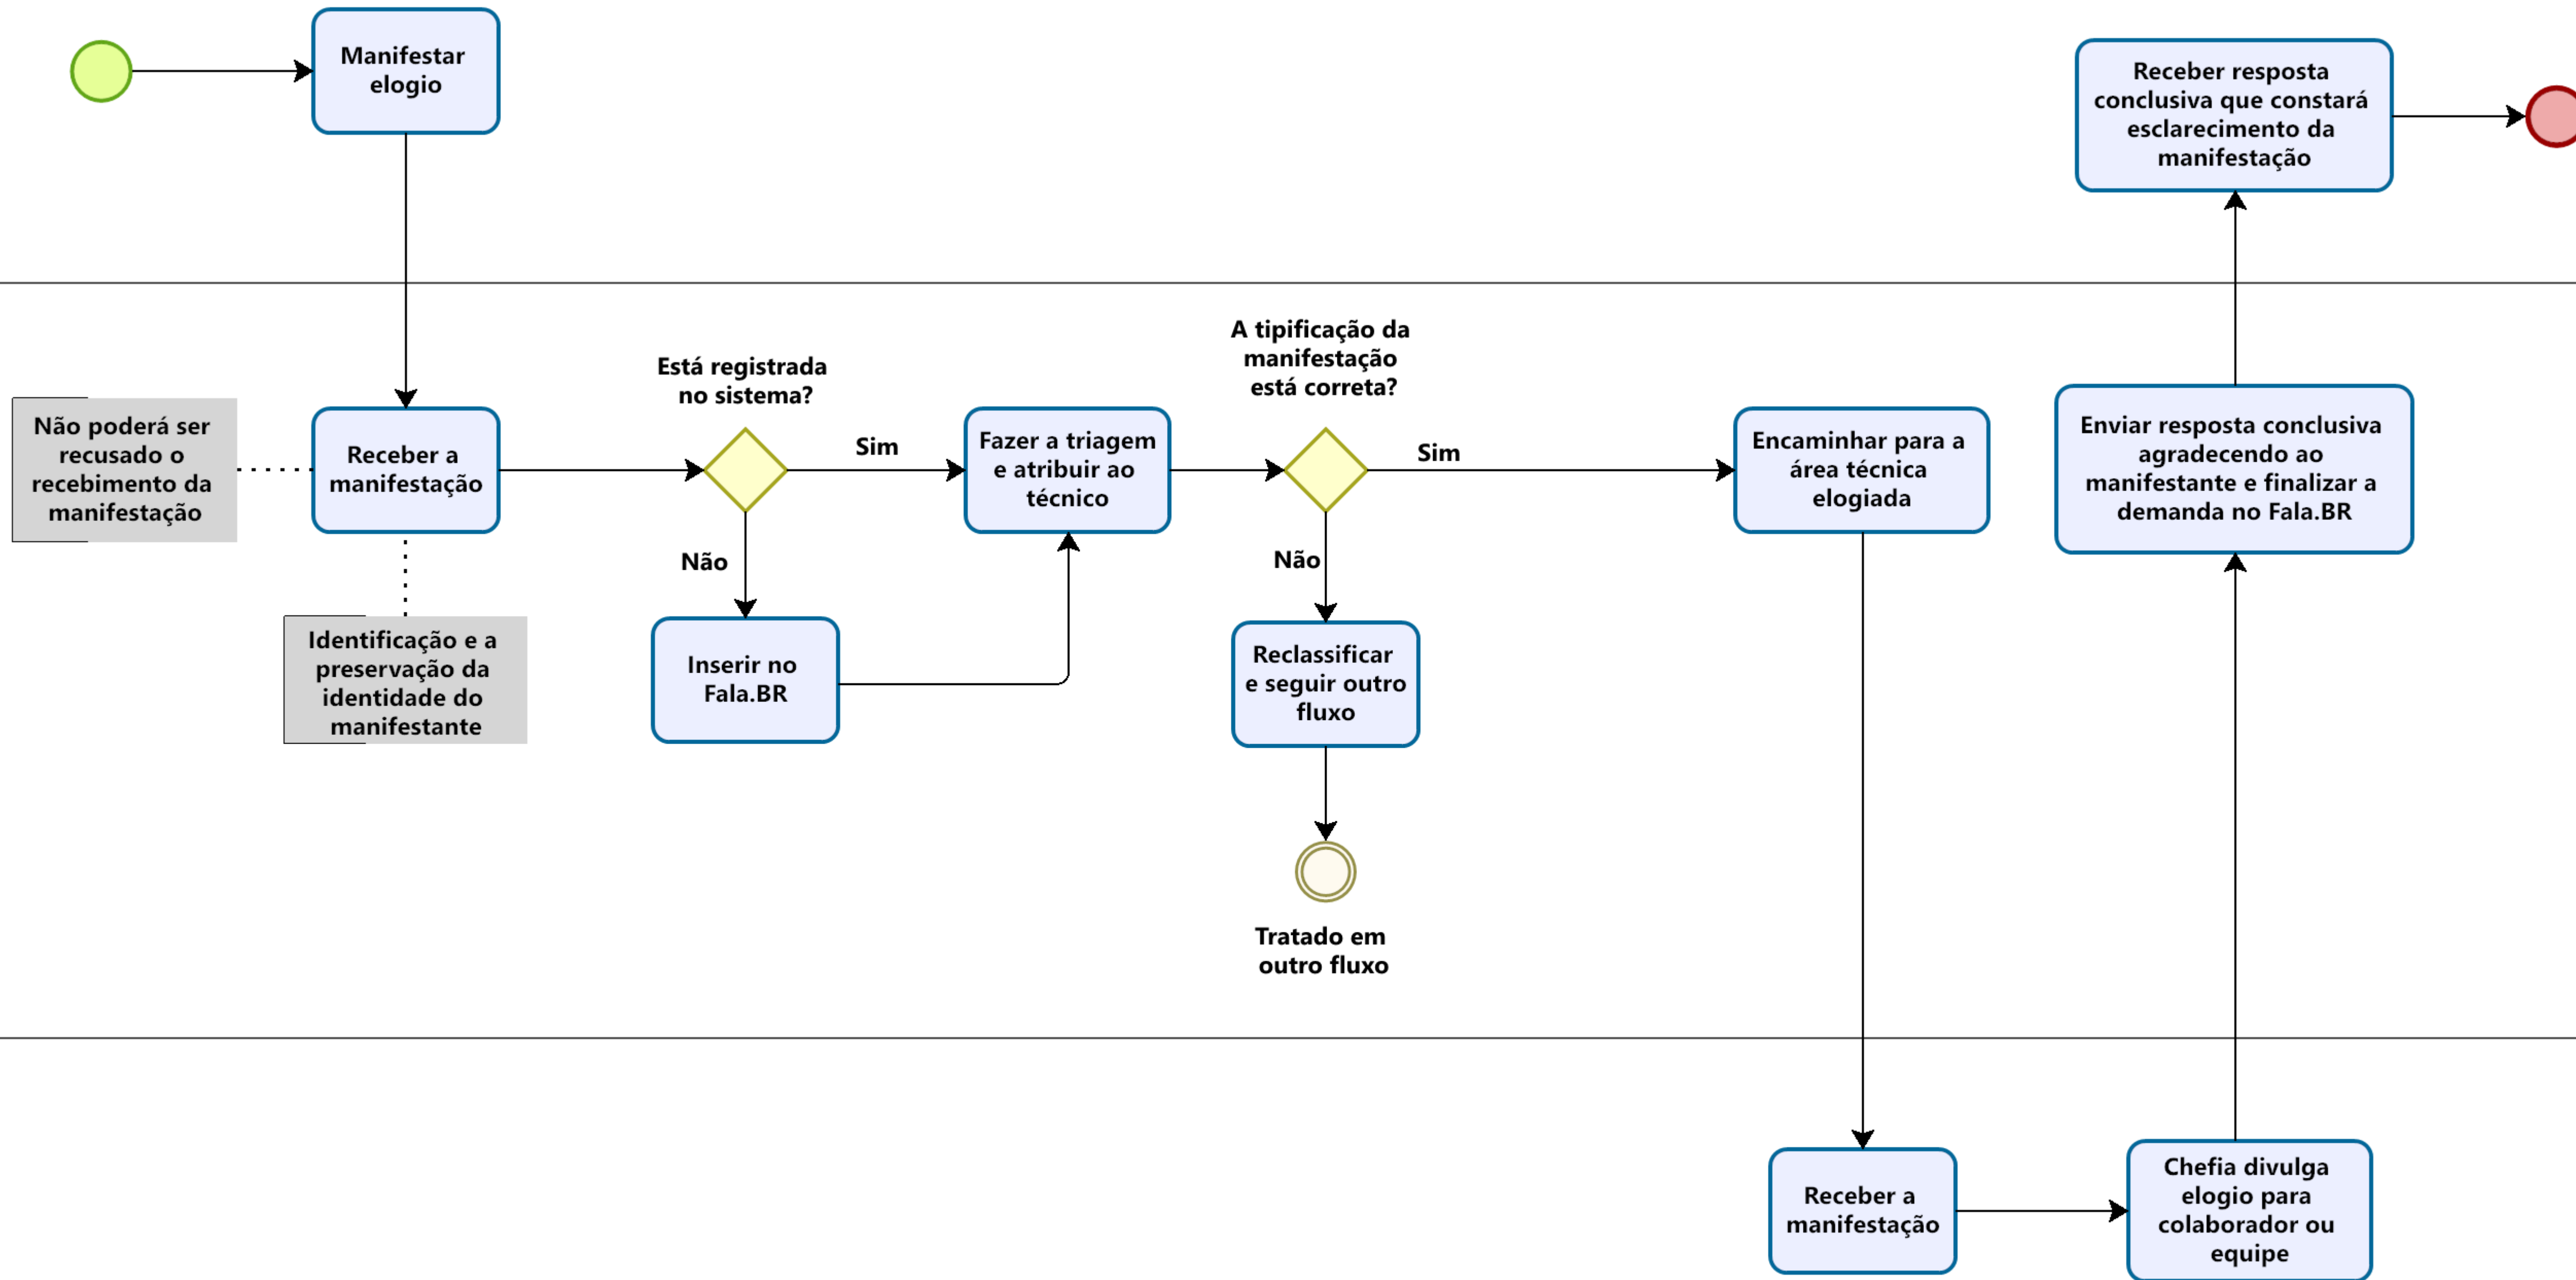 Manifestar
elogio
Receber resposta
conclusiva que constará
esclarecimento da
manifestação
Não poderá ser
recusado o
recebimento da
manifestação
Receber a
manifestação
Identificação e a
preservação da
identidade do
manifestante
Está registrada
no sistema?
Sim
Não
Inserir no
Fala.BR
Fazer a triagem
e atribuir ao
técnico
A tipificação da
manifestação
está correta?
Sim
Não
Reclassificar
e seguir outro
fluxo
Tratado em
outro fluxo
Encaminhar para a
área técnica
elogiada
Enviar resposta conclusiva
agradecendo ao
manifestante e finalizar a
demanda no Fala.BR
Receber a
manifestação
Chefia divulga
elogio para
colaborador ou
equipe